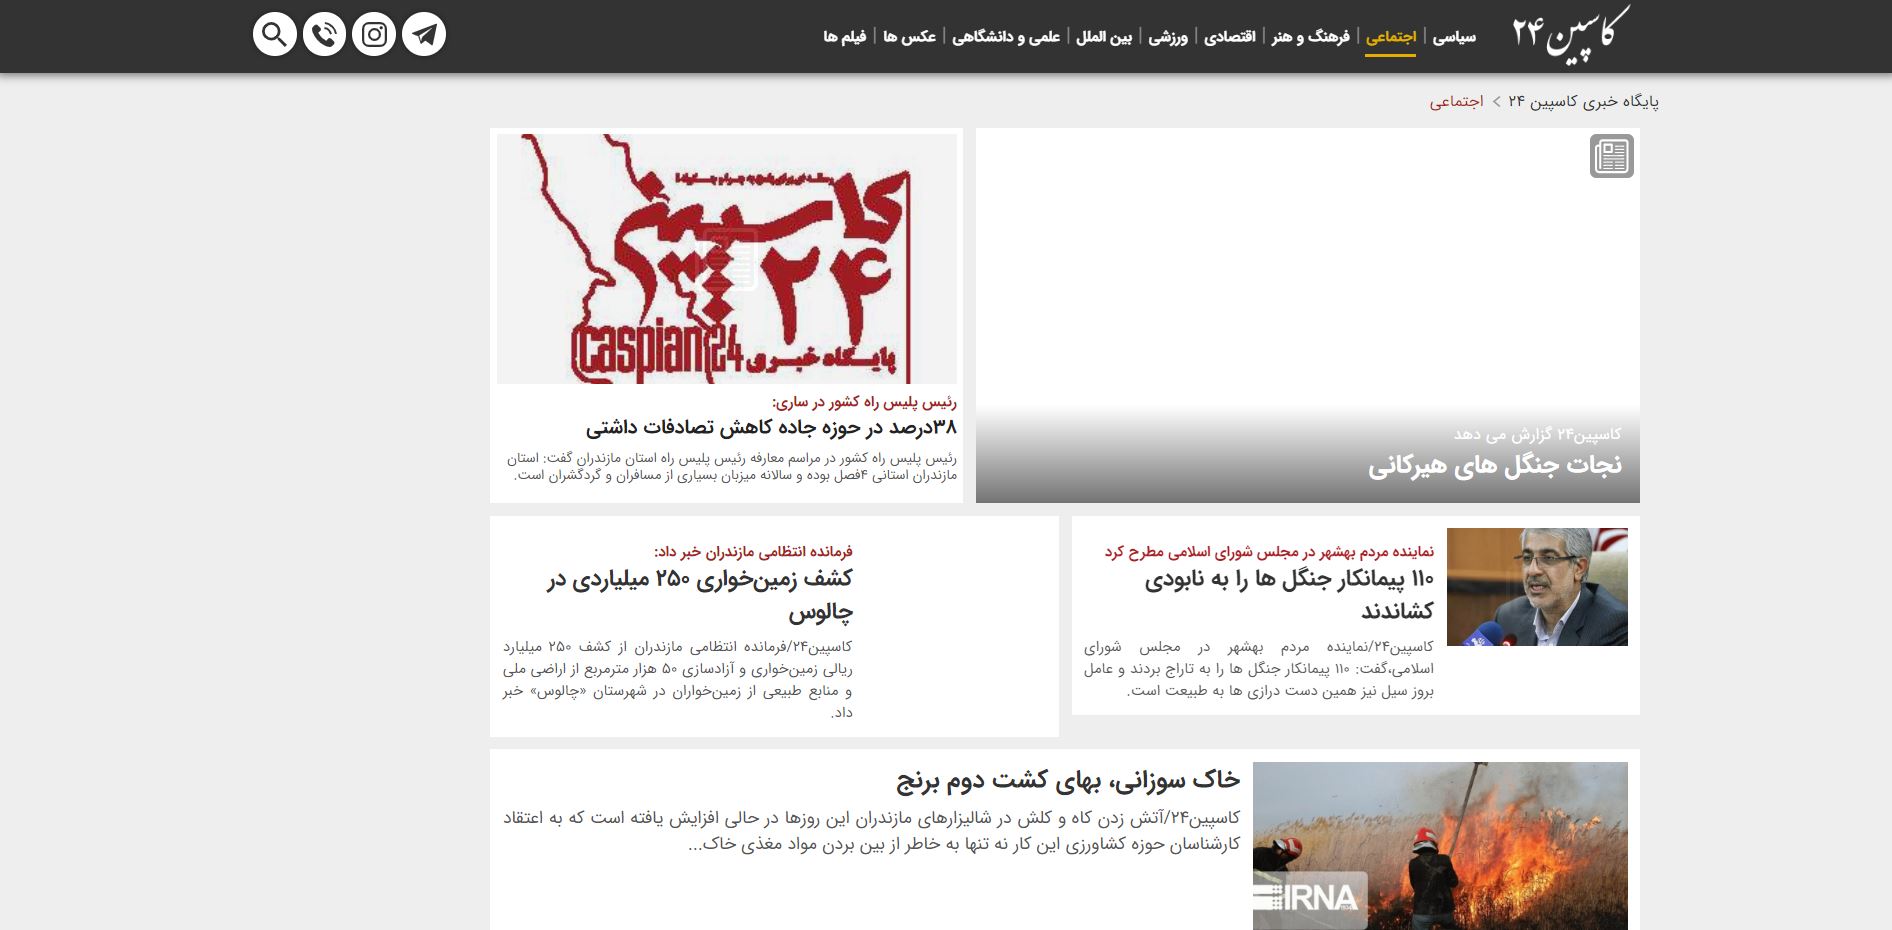 کاسپین۲۴
سیاسی | اجتماعی | فرهنگ و هنر | اقتصادی | ورزشی | بین الملل | علمی و دانشگاهی | عکس ها | فیلم ها
پایگاه خبری کاسپین ۲۴ > اجتماعی
کاسپین۲۴ گزارش می دهد
نجات جنگل های هیرکانی
کاسپین
۲۴
caspian24 پایگاه خبری
رئیس پلیس راه کشور در ساری:
۳۸درصد در حوزه جاده کاهش تصادفات داشتی
رئیس پلیس راه کشور در مراسم معارفه رئیس پلیس راه استان مازندران گفت: استان
مازندران استانی ۴فصل بوده و سالانه میزبان بسیاری از مسافران و گردگشران است.
نماینده مردم بهشهر در مجلس شورای اسلامی مطرح کرد
۱۱۰ پیمانکار جنگل ها را به نابودی
کشاندند
کاسپین۲۴/نماینده مردم بهشهر در مجلس شورای
اسلامی،گفت: ۱۱۰ پیمانکار جنگل ها را به تاراج بردند و عامل
بروز سیل نیز همین دست درازی ها به طبیعت است.
فرمانده انتظامی مازندران خبر داد:
کشف زمین‌خواری ۲۵۰ میلیاردی در
چالوس
کاسپین۲۴/فرمانده انتظامی مازندران از کشف ۲۵۰ میلیارد
ریالی زمین‌خواری و آزادسازی ۵۰ هزار مترمربع از اراضی ملی
و منابع طبیعی از زمین‌خواران در شهرستان «چالوس» خبر
داد.
خاک سوزانی، بهای کشت دوم برنج
کاسپین۲۴/آتش زدن کاه و کلش در شالیزارهای مازندران این روزها در حالی افزایش یافته است که به اعتقاد
کارشناسان حوزه کشاورزی این کار نه تنها به خاطر از بین بردن مواد مغذی خاک...
IRNA